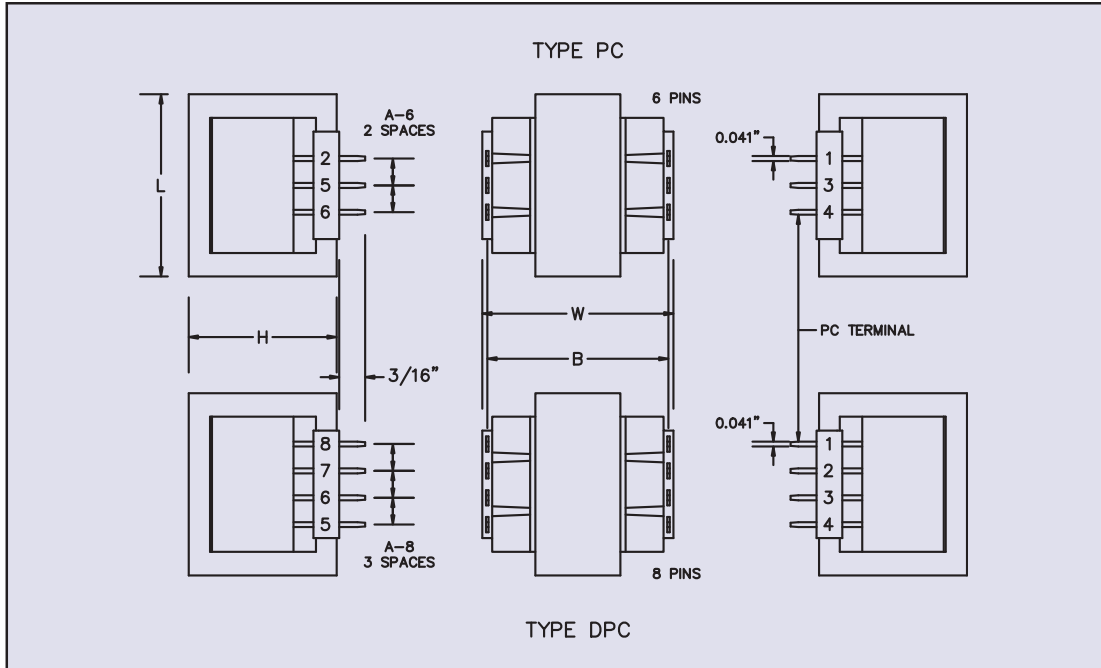 TYPE PC
A-6
2 SPACES
6 PINS
0.041"
2
5
6
1
3
4
L
H
W
B
PC TERMINAL
3/16"
0.041"
8
7
6
5
1
2
3
4
A-8
3 SPACES
8 PINS
TYPE DPC